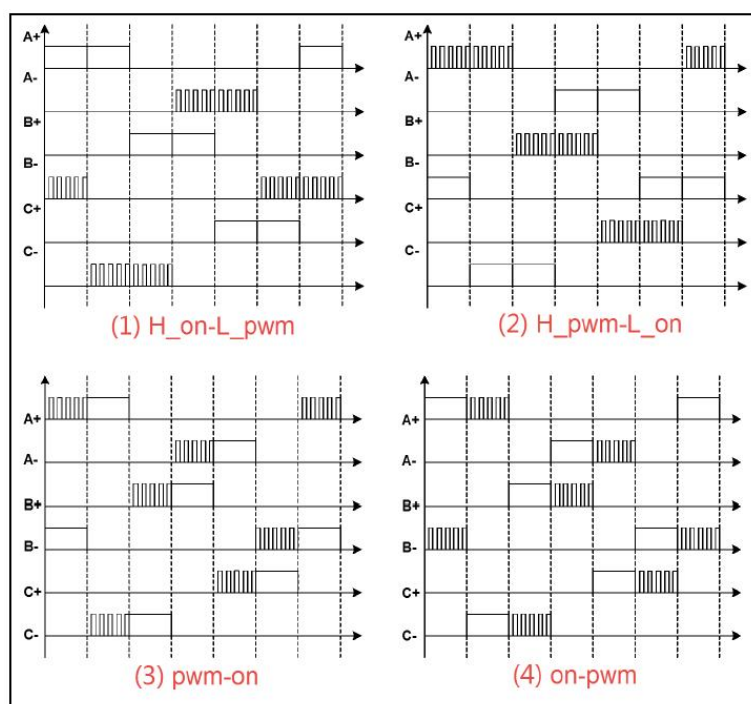 A+
A-
B+
B-
C+
C-
(1) H_on-L_pwm
A+
A-
B+
B-
C+
C-
(2) H_pwm-L_on
A+
A-
B+
B-
C+
C-
(3) pwm-on
A+
A-
B+
B-
C+
C-
(4) on-pwm